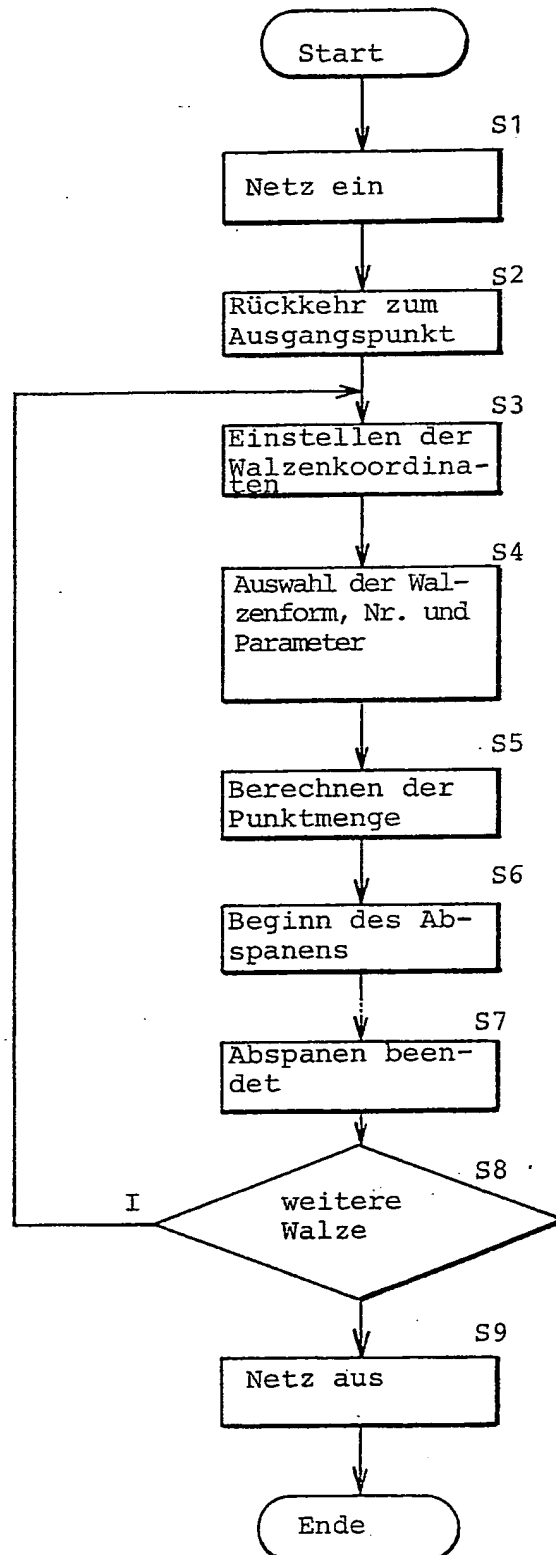 Start
S1
Netz ein
S2
Rückkehr zum
Ausgangspunkt
S3
Einstellen der
Walzenkoordina-
ten
S4
Auswahl der Wal-
zenform, Nr. und
Parameter
S5
Berechnen der
Punktmenge
S6
Beginn des Ab-
spanens
S7
Abspanen been-
det
S8
I
weitere
Walze
S9
Netz aus
Ende